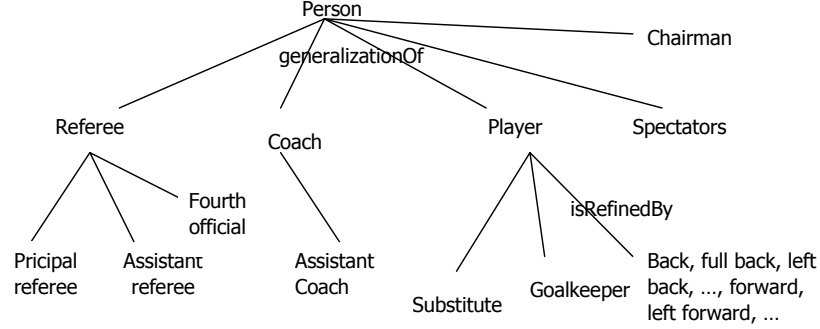 Person
generalizationOf
Chairman
Referee
Coach
Player
Spectators
Fourth
official
isRefinedBy
Pricipal
referee
Assistant
referee
Assistant
Coach
Substitute
Goalkeeper
Back, full back, left
back, ..., forward,
left forward, ...